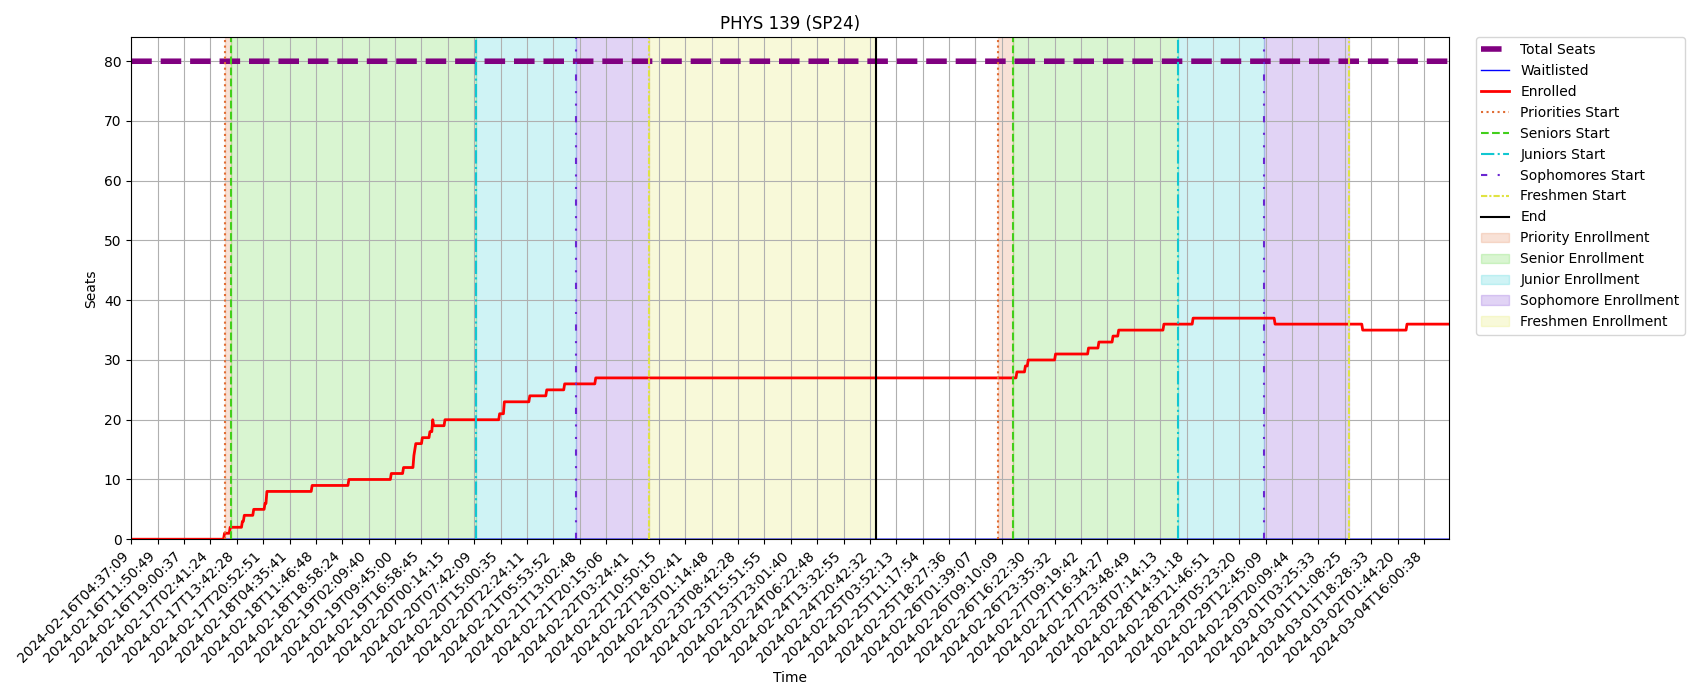 PHYS 139 (SP24)
Seats
80
70
60
50
40
30
20
10
0
2024-02-16T04:37:09
2024-02-16T11:50:49
2024-02-16T19:00:37
2024-02-17T02:41:24
2024-02-17T13:42:28
2024-02-17T20:52:51
2024-02-18T04:35:41
2024-02-18T11:46:48
2024-02-18T18:58:24
2024-02-19T02:09:40
2024-02-19T09:45:00
2024-02-19T16:58:45
2024-02-20T00:14:15
2024-02-20T07:42:09
2024-02-20T15:00:35
2024-02-20T22:24:11
2024-02-21T05:53:52
2024-02-21T13:02:48
2024-02-21T20:15:06
2024-02-22T03:24:41
2024-02-22T10:50:15
2024-02-22T18:02:41
2024-02-23T01:14:48
2024-02-23T08:42:28
2024-02-23T15:51:55
2024-02-23T23:01:40
2024-02-24T06:22:48
2024-02-24T13:32:55
2024-02-24T20:42:32
2024-02-25T03:52:13
2024-02-25T11:17:54
2024-02-25T18:27:36
2024-02-26T01:39:07
2024-02-26T09:10:09
2024-02-26T16:22:30
2024-02-26T23:35:32
2024-02-27T09:19:42
2024-02-27T16:34:27
2024-02-27T23:48:49
2024-02-28T07:14:13
2024-02-28T14:31:18
2024-02-28T21:46:51
2024-02-29T05:23:20
2024-02-29T12:45:09
2024-02-29T20:09:44
2024-03-01T03:25:33
2024-03-01T11:08:25
2024-03-01T18:28:33
2024-03-02T01:44:20
2024-03-04T16:00:38
Time
Total Seats
Waitlisted
Enrolled
Priorities Start
Seniors Start
Juniors Start
Sophomores Start
Freshmen Start
End
Priority Enrollment
Senior Enrollment
Junior Enrollment
Sophomore Enrollment
Freshmen Enrollment